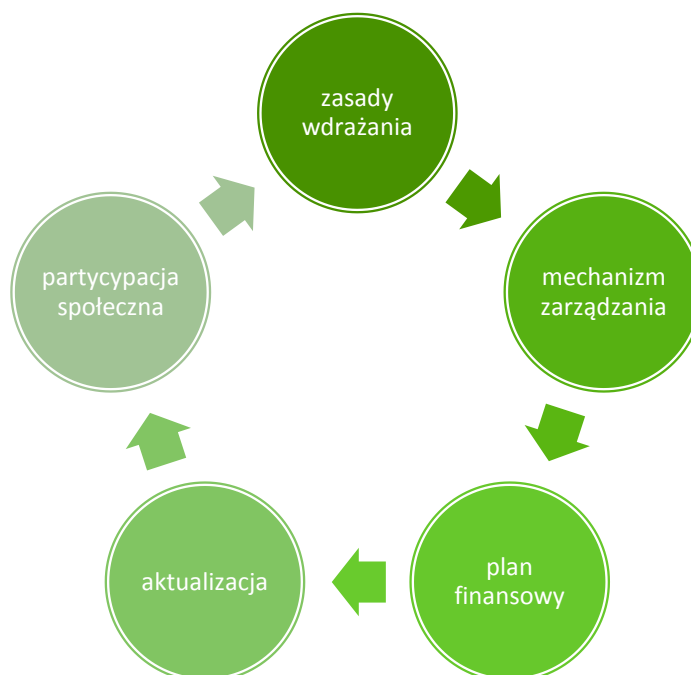 zasady
wdrażania
mechanizm
zarządzania
plan
finansowy
aktualizacja
partycypacja
społeczna